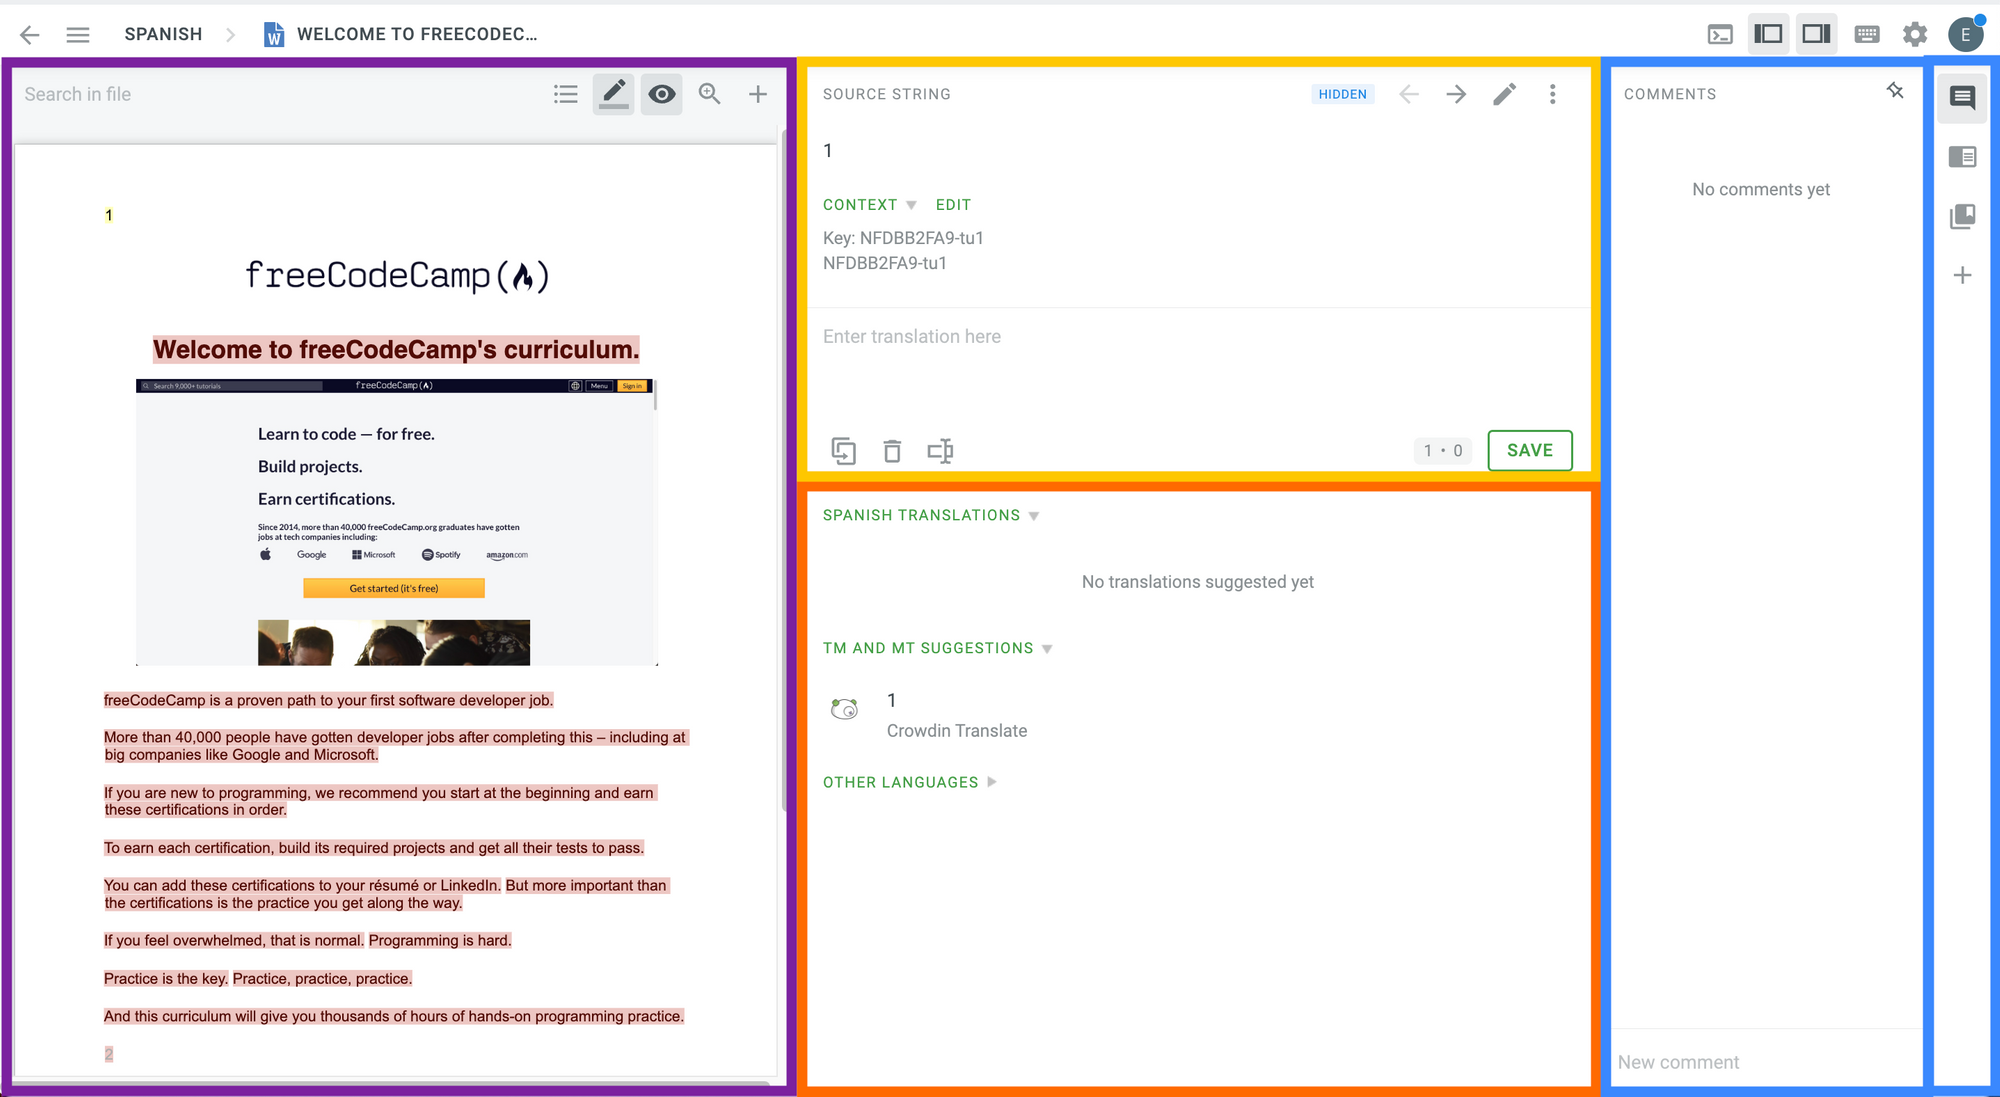 SPANISH
WELCOME TO FREECODEC...
E
Search in file
1
freeCodeCamp
Welcome to freeCodeCamp's curriculum.
Search 9,000+ tutorials
freeCodeCamp
Menu
Sign in
Learn to code — for free.
Build projects.
Earn certifications.
Since 2014, more than 40,000 freeCodeCamp.org graduates have gotten
jobs at tech companies including:
Google Microsoft Spotify amazon.com
Get started (it's free)
freeCodeCamp is a proven path to your first software developer job.
More than 40,000 people have gotten developer jobs after completing this – including at
big companies like Google and Microsoft.
If you are new to programming, we recommend you start at the beginning and earn
these certifications in order.
To earn each certification, build its required projects and get all their tests to pass.
You can add these certifications to your résumé or LinkedIn. But more important than
the certifications is the practice you get along the way.
If you feel overwhelmed, that is normal. Programming is hard.
Practice is the key. Practice, practice, practice.
And this curriculum will give you thousands of hours of hands-on programming practice.
2
SOURCE STRING
HIDDEN
1
CONTEXT EDIT
Key: NFDBB2FA9-tu1
NFDBB2FA9-tu1
Enter translation here
1 • 0
SAVE
SPANISH TRANSLATIONS
No translations suggested yet
TM AND MT SUGGESTIONS
1
Crowdin Translate
OTHER LANGUAGES
COMMENTS
No comments yet
New comment